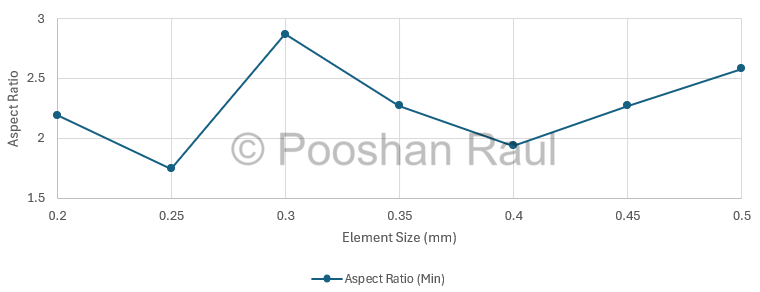 3
2.5
2
1.5
Aspect Ratio
© Pooshan Raul
0.2 0.25 0.3 0.35 0.4 0.45 0.5
Element Size (mm)
Aspect Ratio (Min)